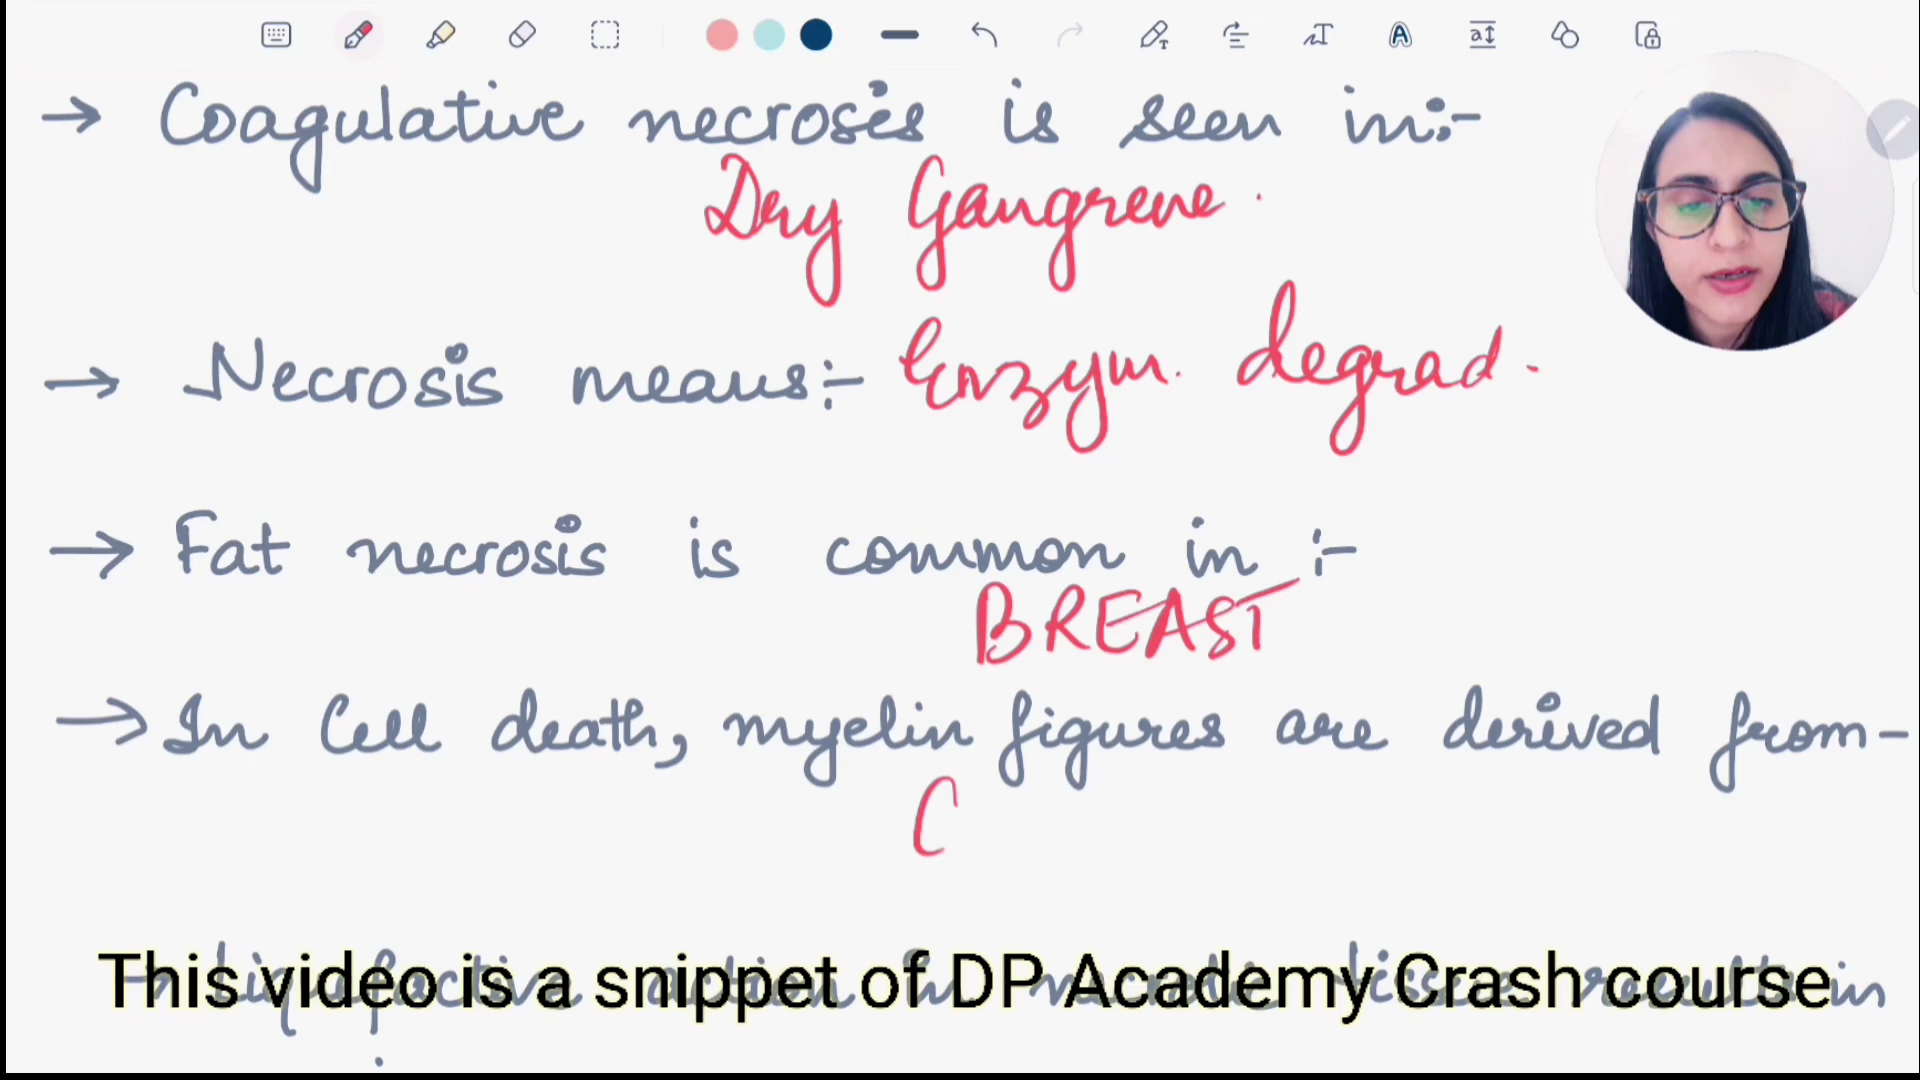 → Coagulative necrosis is seen in:-
Dry Gangrene.
→ Necrosis means:- Enzym. degrad.
→ Fat necrosis is common in :-
BREAST
→ In Cell death, myelin figures are derived from-
C
This video is a snippet of DP Academy Crash course